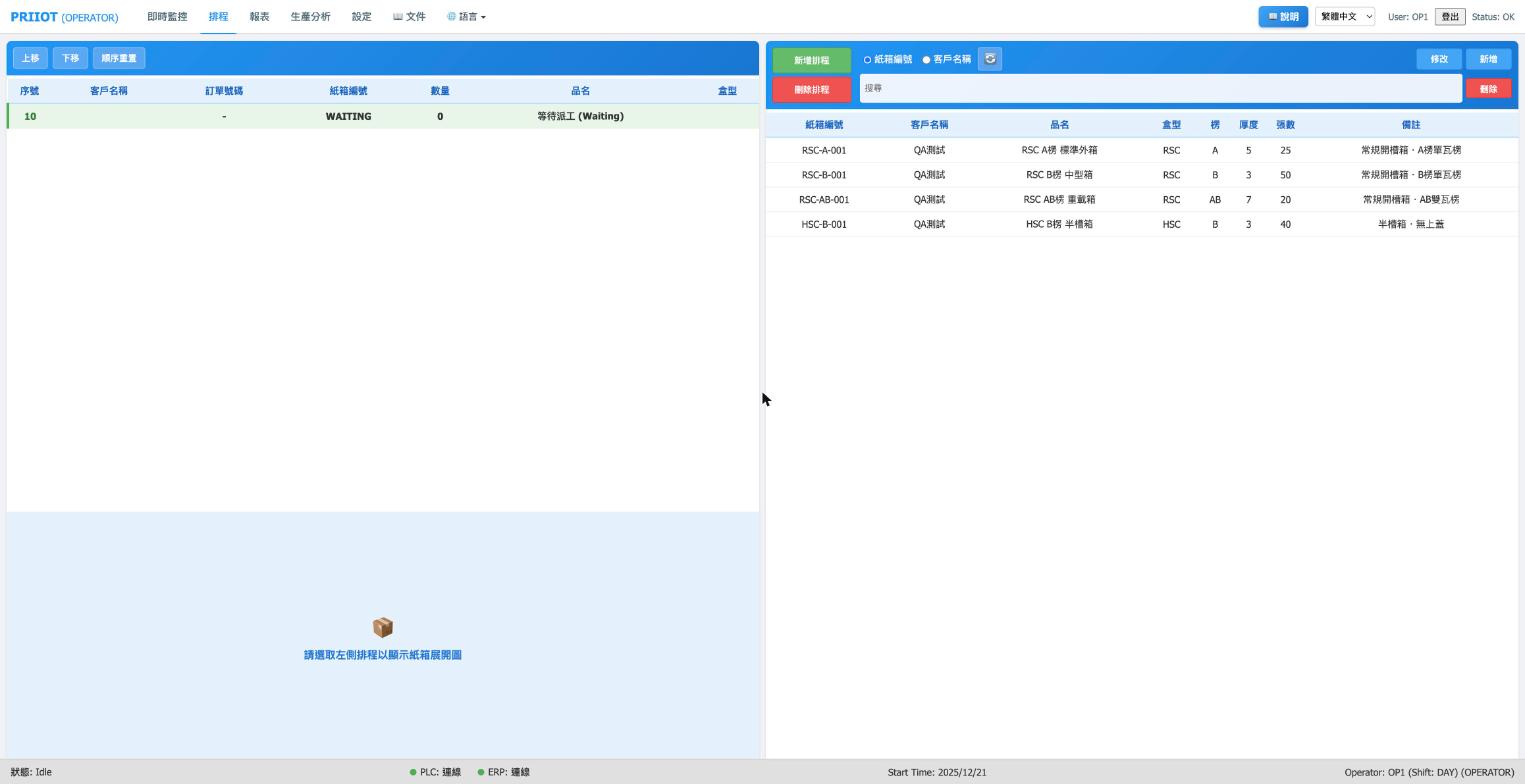 PRIIOT (OPERATOR) 即時監控 排程 報表 生產分析 設定 📖 文件 🌐 語言 📖 說明 繁體中文 User: OP1 登出 Status: OK
上移 下移 順序重置
序號 客戶名稱 訂單號碼 紙箱編號 數量 品名 盒型
10 - WAITING 0 等待派工 (Waiting)
📦
請選取左側排程以顯示紙箱展開圖
新增排程 紙箱編號 客戶名稱 修改 新增
刪除排程 搜尋 刪除
紙箱編號 客戶名稱 品名 盒型 楞 厚度 張數 備註
RSC-A-001 QA測試 RSC A楞 標準外箱 RSC A 5 25 常規開槽箱・A楞單瓦楞
RSC-B-001 QA測試 RSC B楞 中型箱 RSC B 3 50 常規開槽箱・B楞單瓦楞
RSC-AB-001 QA測試 RSC AB楞 重載箱 RSC AB 7 20 常規開槽箱・AB雙瓦楞
HSC-B-001 QA測試 HSC B楞 半槽箱 HSC B 3 40 半槽箱・無上蓋
狀態: Idle PLC: 連線 ERP: 連線 Start Time: 2025/12/21 Operator: OP1 (Shift: DAY) (OPERATOR)